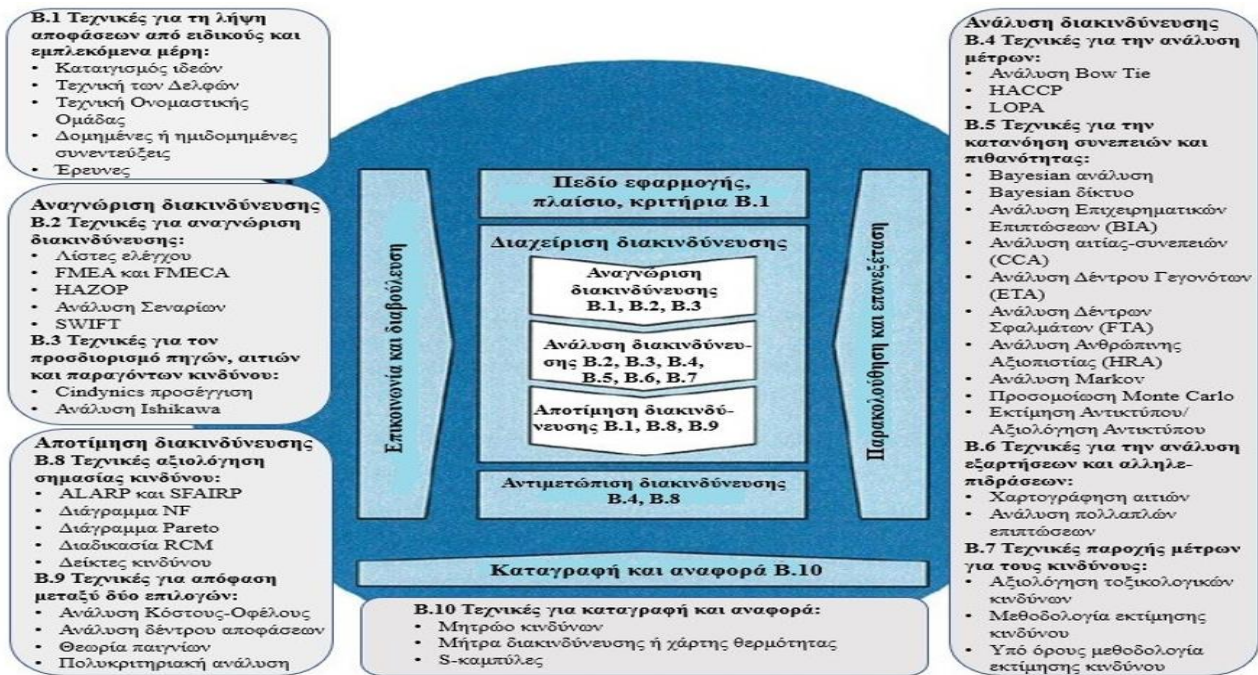 B.1 Τεχνικές για τη λήψη
αποφάσεων από ειδικούς και
εμπλεκόμενα μέρη:
• Καταιγισμός ιδεών
• Τεχνική των Δελφών
• Τεχνική Ονομαστικής
Ομάδας
• Δομημένες ή ημιδομημένες
συνεντεύξεις
• Έρευνες
Αναγνώριση διακινδύνευσης
B.2 Τεχνικές για αναγνώριση
διακινδύνευσης:
• Λίστες ελέγχου
• FMEA και FMECA
• HAZOP
• Ανάλυση Σεναρίων
• SWIFT
B.3 Τεχνικές για τον
προσδιορισμό πηγών, αιτιών
και παραγόντων κινδύνου:
• Cindynics προσέγγιση
• Ανάλυση Ishikawa
Αποτίμηση διακινδύνευσης
B.8 Τεχνικές αξιολόγηση
σημασίας κινδύνου:
• ALARP και SFAIRP
• Διάγραμμα NF
• Διάγραμμα Pareto
• Διαδικασία RCM
• Δείκτες κινδύνου
B.9 Τεχνικές για απόφαση
μεταξύ δύο επιλογών:
• Ανάλυση Κόστους-Οφέλους
• Ανάλυση δέντρου αποφάσεων
• Θεωρία παιγνίων
• Πολυκριτηριακή ανάλυση
Επικοινωνία και διαβούλευση
Πεδίο εφαρμογής,
πλαίσιο, κριτήρια B.1
Διαχείριση διακινδύνευσης
Αναγνώριση
διακινδύνευσης
B.1, B.2, B.3
Ανάλυση διακινδύνευ-
σης B.2, B.3, B.4,
B.5, B.6, B.7
Αποτίμηση διακινδύ-
νευσης B.1, B.8, B.9
Αντιμετώπιση διακινδύνευσης
B.4, B.8
Παρακολούθηση και επανεξέταση
Καταγραφή και αναφορά B.10
B.10 Τεχνικές για καταγραφή και αναφορά:
• Μητρώο κινδύνων
• Μήτρα διακινδύνευσης ή χάρτης θερμότητας
• S-καμπύλες
Ανάλυση διακινδύνευσης
B.4 Τεχνικές για την ανάλυση
μέτρων:
• Ανάλυση Bow Tie
• HACCP
• LOPA
B.5 Τεχνικές για την
κατανόηση συνεπειών και
πιθανότητας:
• Bayesian ανάλυση
• Bayesian δίκτυο
• Ανάλυση Επιχειρηματικών
Επιπτώσεων (BIA)
• Ανάλυση αιτίας-συνεπειών
(CCA)
• Ανάλυση Δέντρου Γεγονότων
(ETA)
• Ανάλυση Δέντρων
Σφαλμάτων (FTA)
• Ανάλυση Ανθρώπινης
Αξιοπιστίας (HRA)
• Ανάλυση Markov
• Προσομοίωση Monte Carlo
• Εκτίμηση Αντικτύπου/
Αξιολόγηση Αντικτύπου
B.6 Τεχνικές για την ανάλυση
εξαρτήσεων και αλληλε-
πιδράσεων:
• Χαρτογράφηση αιτιών
• Ανάλυση πολλαπλών
επιπτώσεων
B.7 Τεχνικές παροχής μέτρων
για τους κινδύνους:
• Αξιολόγηση τοξικολογικών
κινδύνων
• Μεθοδολογία εκτίμησης
κινδύνου
• Υπό όρους μεθοδολογία
εκτίμησης κινδύνου